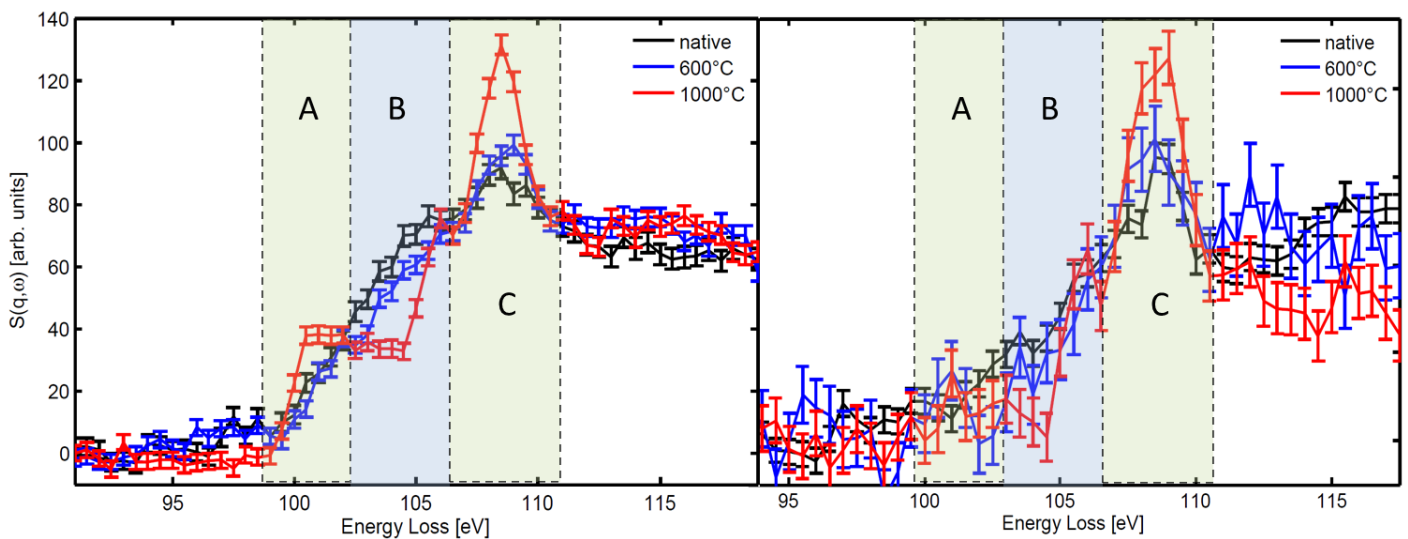 140
120
100
80
60
40
20
0
S(q,ω)) [arb. units]
A
B
C
native
600°C
1000°C
95
100
105
110
115
Energy Loss [eV]
A
B
C
native
600°C
1000°C
95
100
105
110
115
Energy Loss [eV]